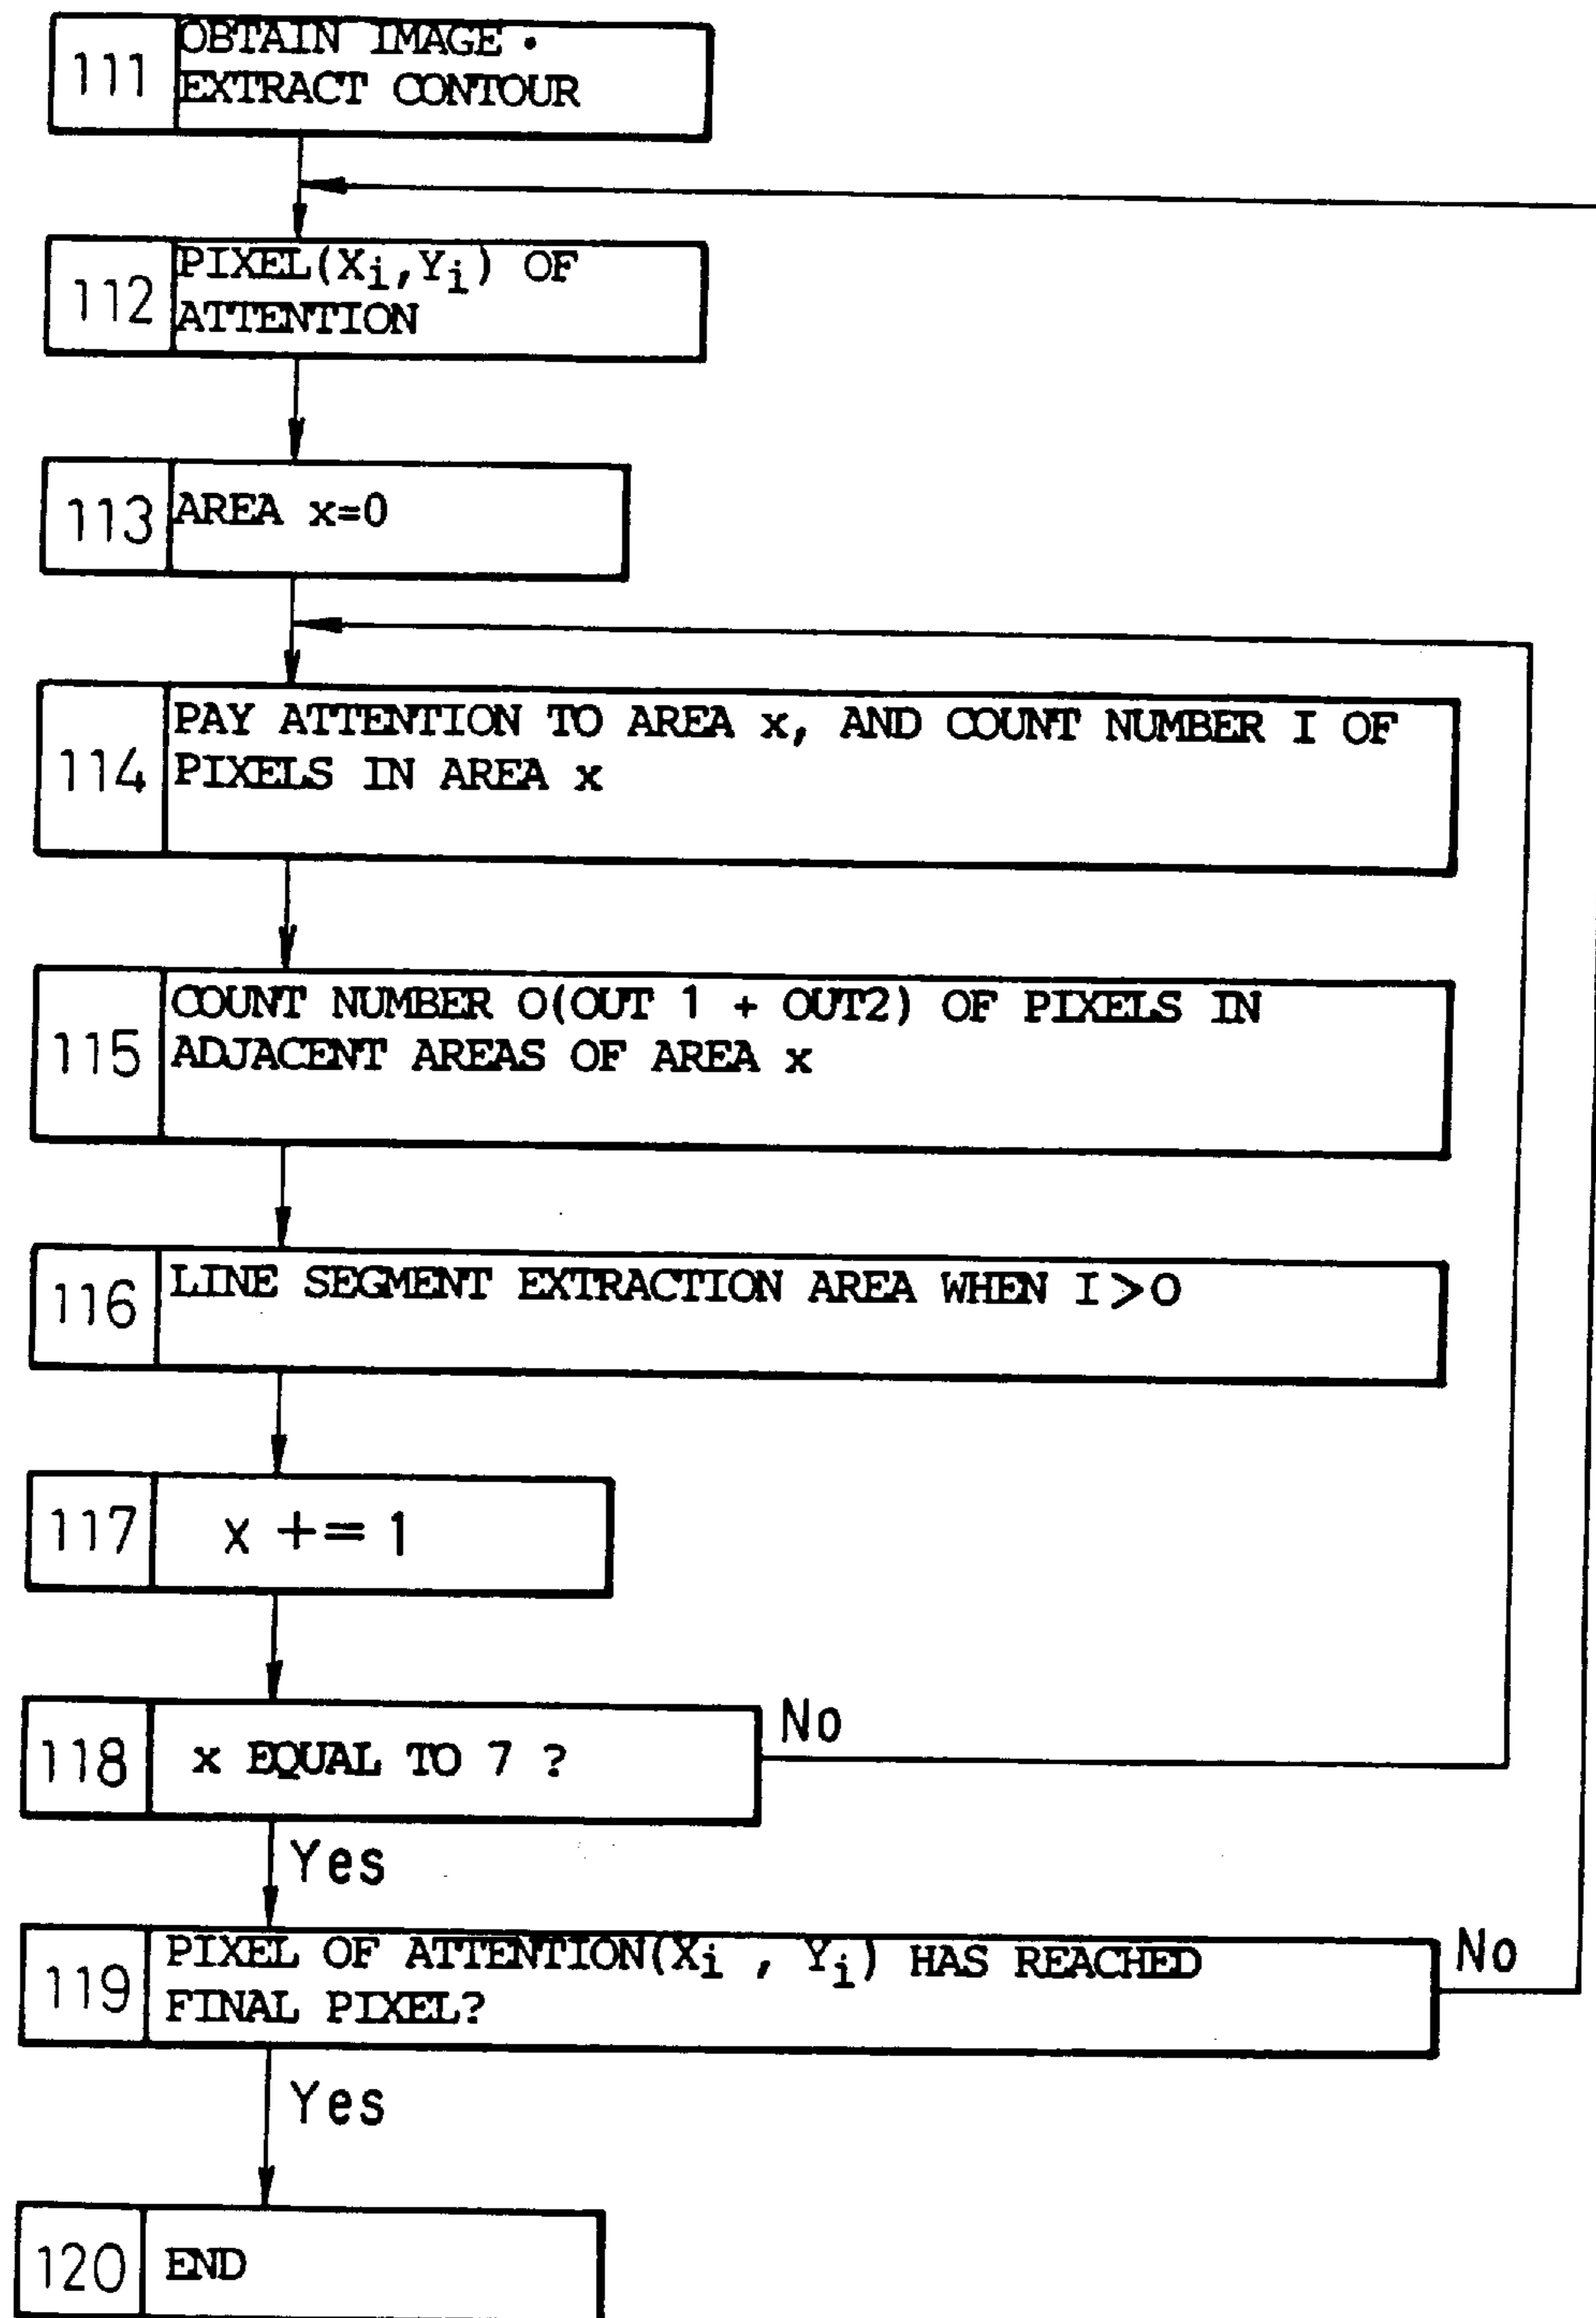 111 OBTAIN IMAGE ·
EXTRACT CONTOUR
112 PIXEL(Xi,Yi) OF
ATTENTION
113 AREA x=0
114 PAY ATTENTION TO AREA x, AND COUNT NUMBER I OF
PIXELS IN AREA x
115 COUNT NUMBER O(OUT 1 + OUT2) OF PIXELS IN
ADJACENT AREAS OF AREA x
116 LINE SEGMENT EXTRACTION AREA WHEN I>O
117 x += 1
118 x EQUAL TO 7 ?
No
Yes
119 PIXEL OF ATTENTION(Xi , Yi) HAS REACHED
FINAL PIXEL?
No
Yes
120 END